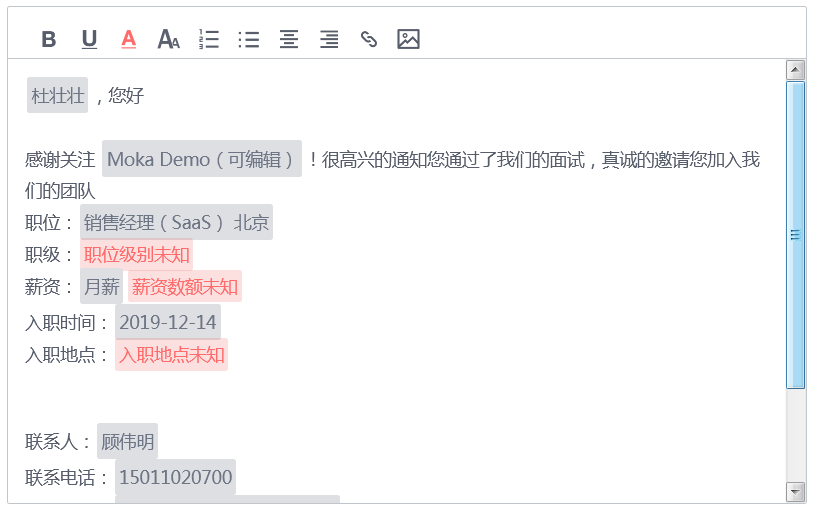 B U A AA
杜壮壮 ，您好
感谢关注 Moka Demo（可编辑）！很高兴的通知您通过了我们的面试，真诚的邀请您加入我
们的团队
职位： 销售经理（SaaS） 北京
职级： 职位级别未知
薪资： 月薪 薪资数额未知
入职时间： 2019-12-14
入职地点： 入职地点未知
联系人： 顾伟明
联系电话： 15011020700